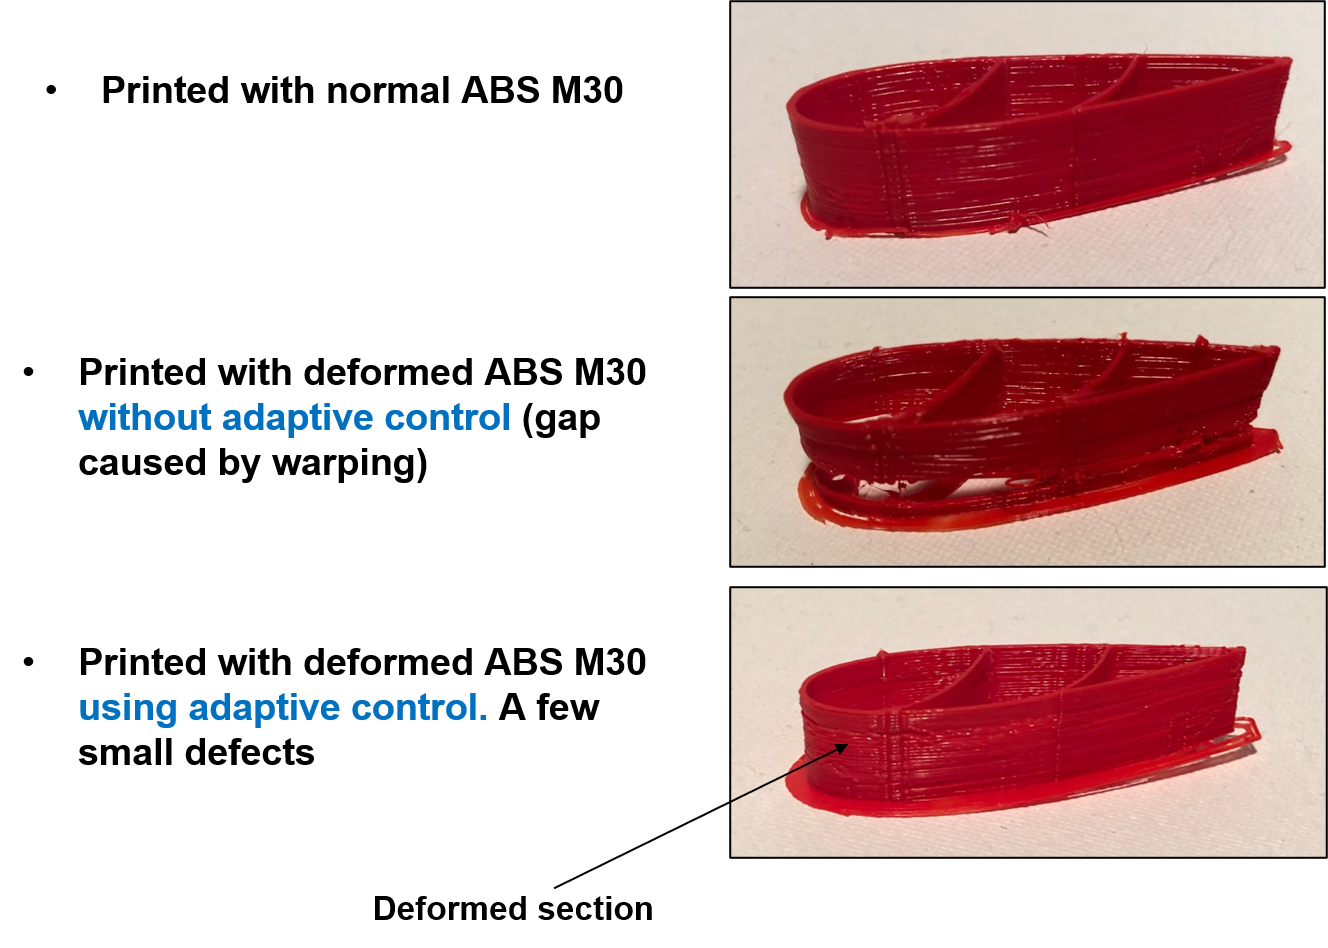 • Printed with normal ABS M30
• Printed with deformed ABS M30
without adaptive control (gap
caused by warping)
• Printed with deformed ABS M30
using adaptive control. A few
small defects
Deformed section